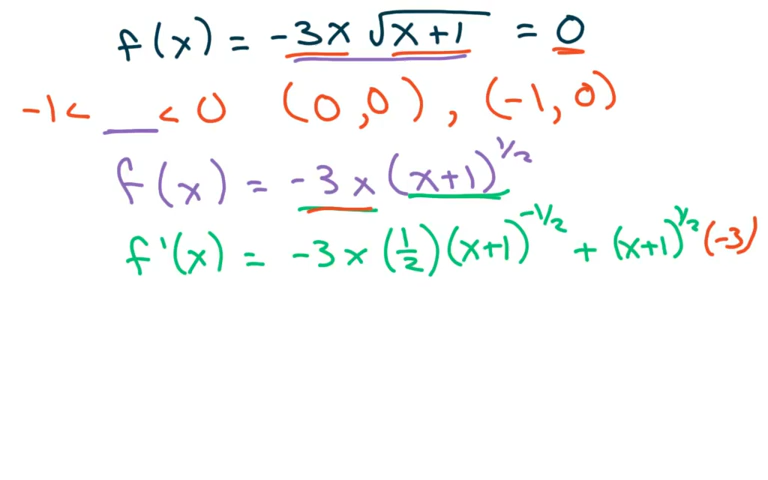 f(x) = -3x √(x+1) = 0
-1 < ___ < 0 (0,0), (-1,0)
f(x) = -3x (x+1)^1/2
f'(x) = -3x (1/2)(x+1)^-1/2 + (x+1)^1/2 (-3)